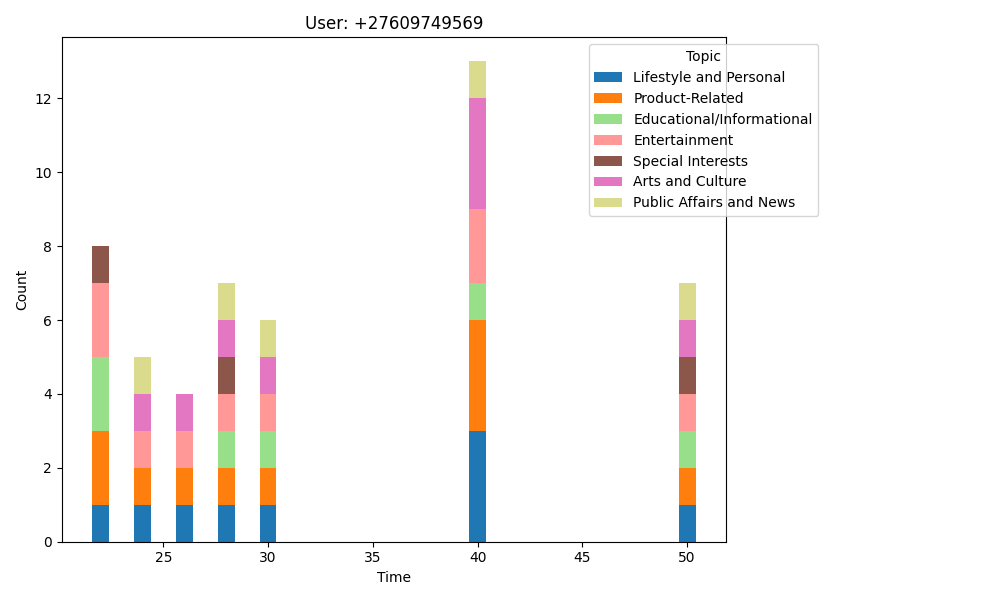 User: +27609749569
Topic
Lifestyle and Personal
Product-Related
Educational/Informational
Entertainment
Special Interests
Arts and Culture
Public Affairs and News
Count
12
10
8
6
4
2
0
25 30 35 40 45 50
Time